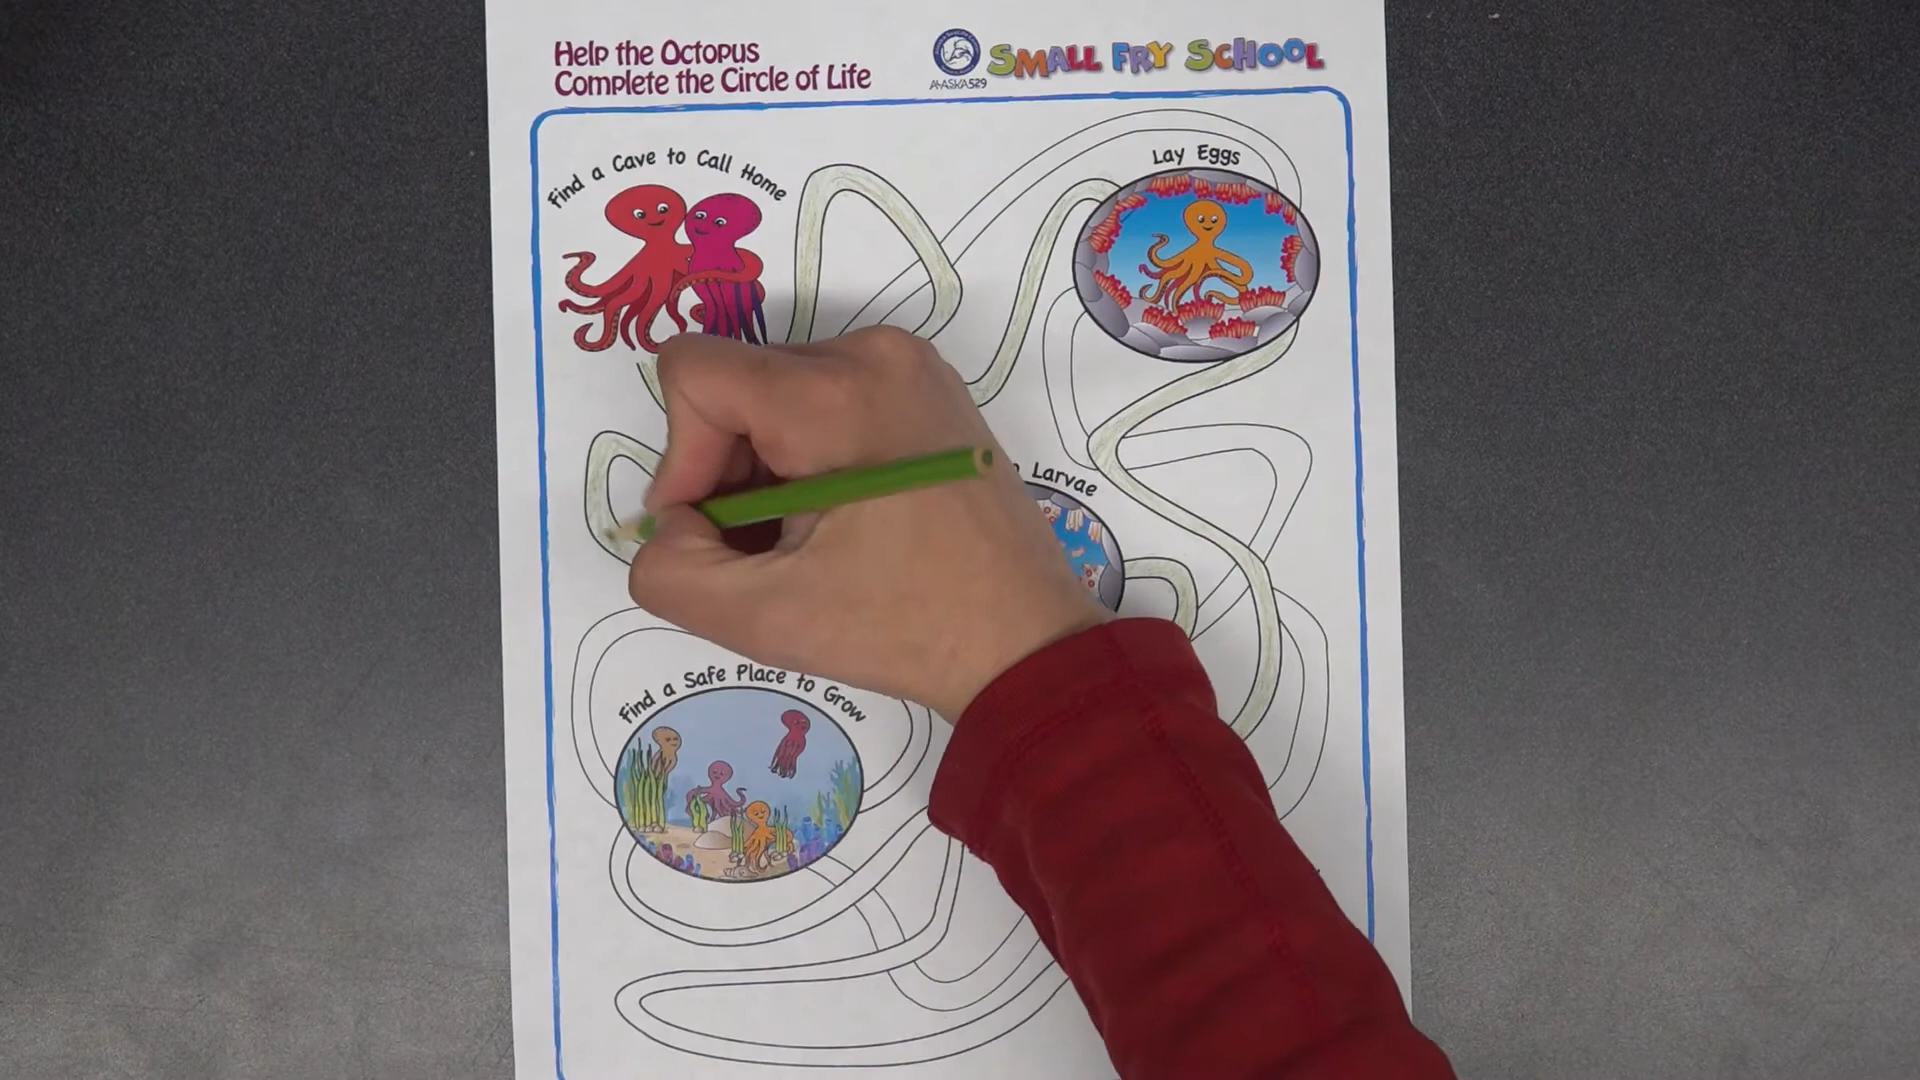 Help the Octopus
Complete the Circle of Life
ALASKA529
SMALL FRY SCHOOL
Find a Cave to Call Home
Lay Eggs
Larvae
Find a Safe Place to Grow